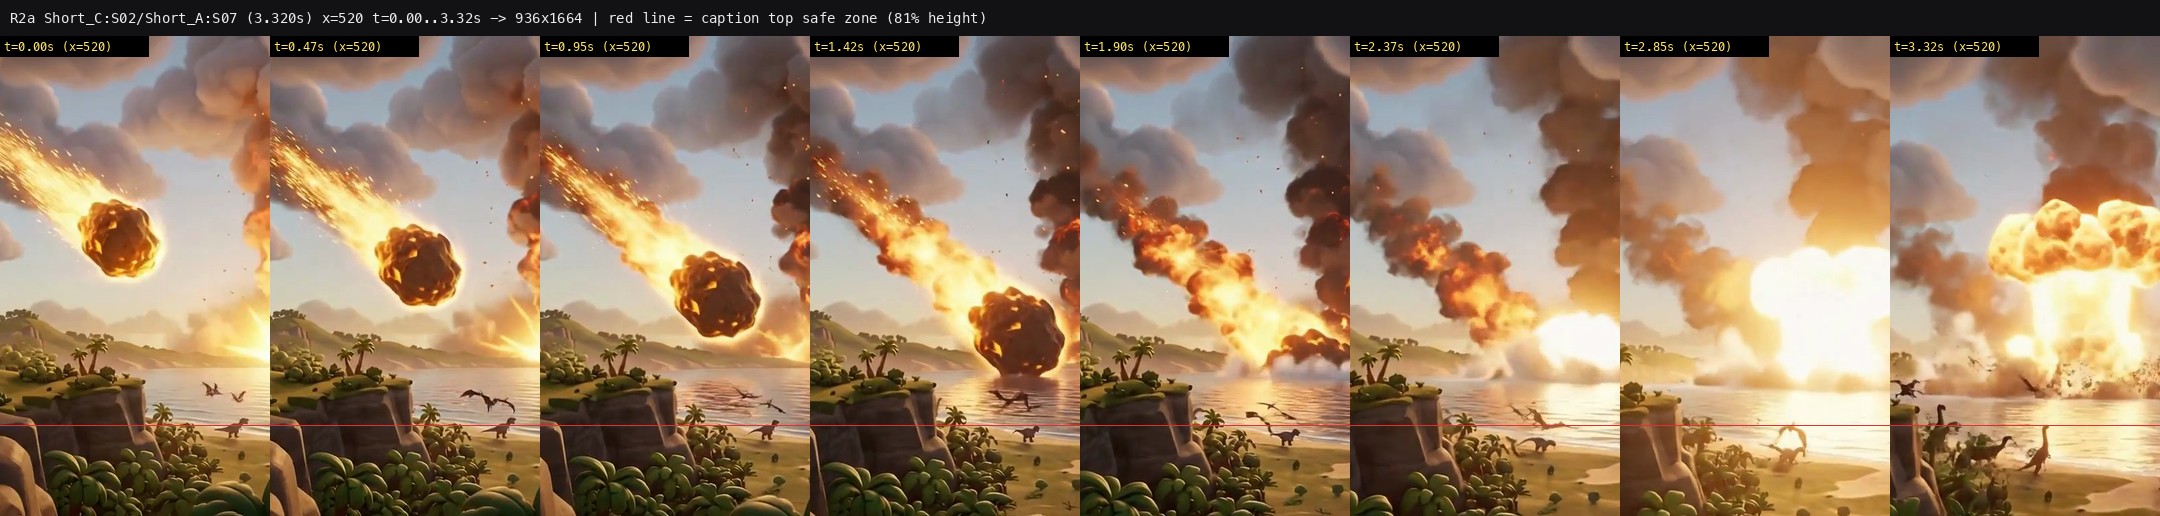 R2a Short_C:S02/Short_A:S07 (3.320s) x=520 t=0.00..3.32s -> 936x1664 | red line = caption top safe zone (81% height)
t=0.00s (x=520)
t=0.47s (x=520)
t=0.95s (x=520)
t=1.42s (x=520)
t=1.90s (x=520)
t=2.37s (x=520)
t=2.85s (x=520)
t=3.32s (x=520)